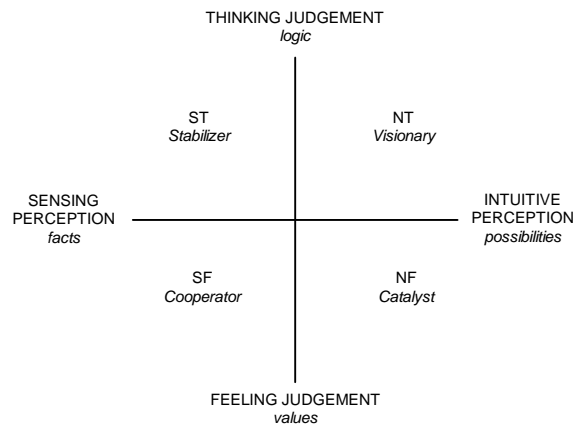 THINKING JUDGEMENT
logic
ST
Stabilizer
NT
Visionary
SENSING
PERCEPTION
facts
INTUITIVE
PERCEPTION
possibilities
SF
Cooperator
NF
Catalyst
FEELING JUDGEMENT
values